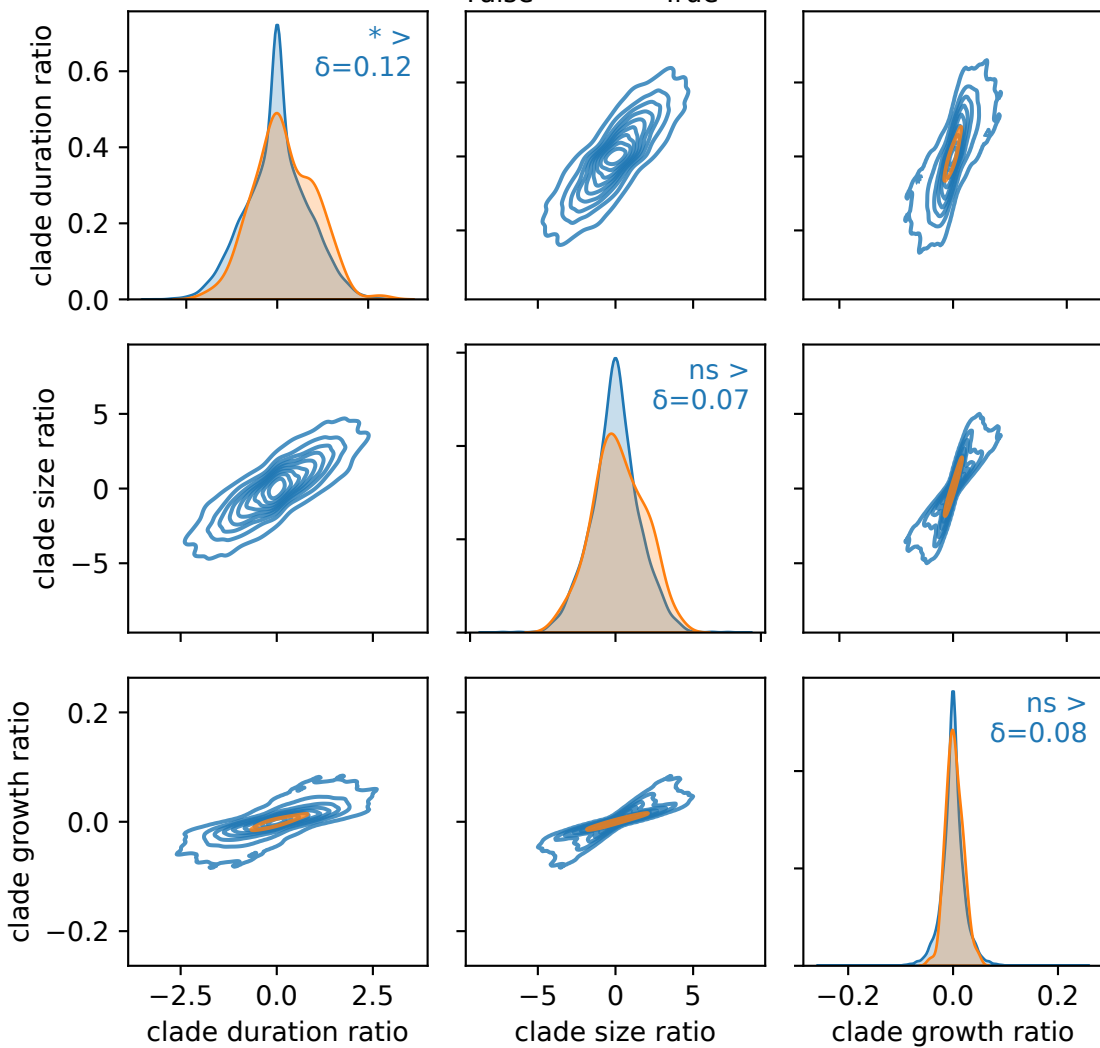 True
clade duration ratio
0.6
0.4
0.2
0.0
* >
δ=0.12
clade size ratio
5
0
−5
ns >
δ=0.07
clade growth ratio
0.2
0.0
−0.2
ns >
δ=0.08
−2.5 0.0 2.5
−5 0 5
−0.2 0.0 0.2
clade duration ratio
clade size ratio
clade growth ratio